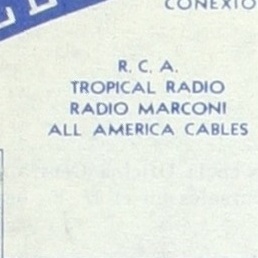 CONEXIO
R. C. A.
TROPICAL RADIO
RADIO MARCONI
ALL AMERICA CABLES